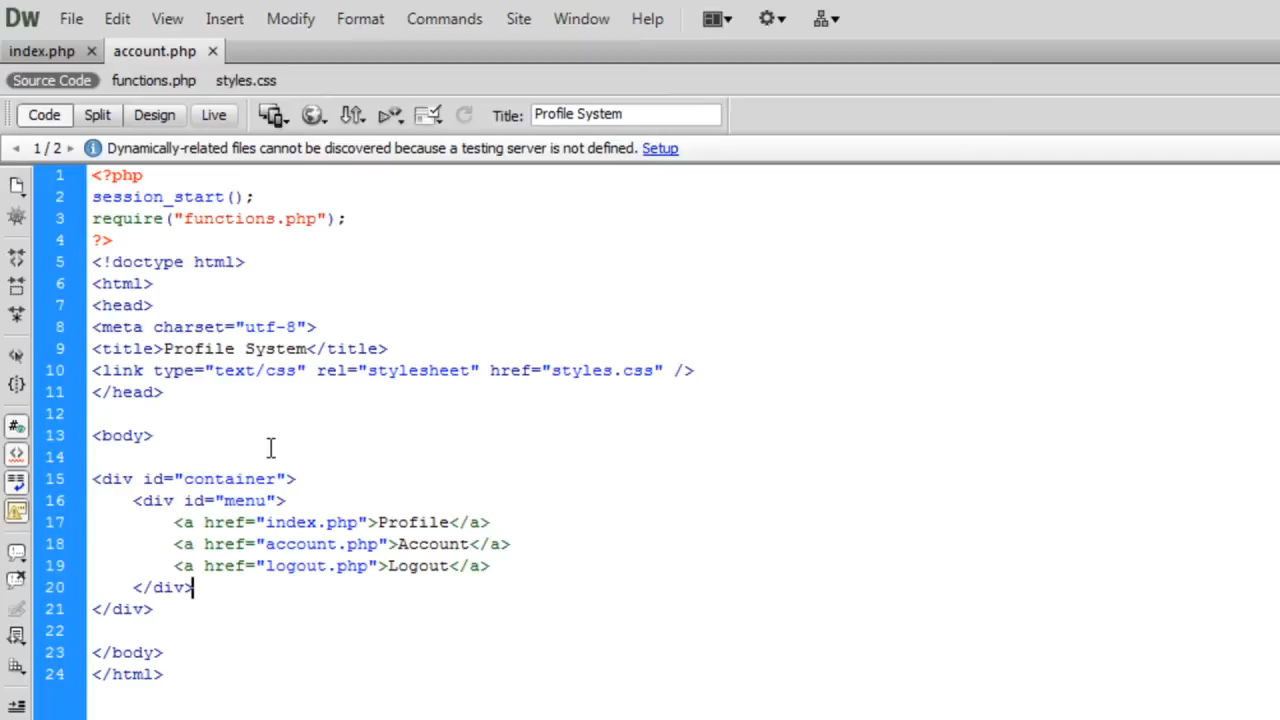 Dw File Edit View Insert Modify Format Commands Site Window Help
index.php account.php
Source Code functions.php styles.css
Code Split Design Live Title: Profile System
1 / 2 Dynamically-related files cannot be discovered because a testing server is not defined. Setup
1 <?php
2 session_start();
3 require("functions.php");
4 ?>
5 <!doctype html>
6 <html>
7 <head>
8 <meta charset="utf-8">
9 <title>Profile System</title>
10 <link type="text/css" rel="stylesheet" href="styles.css" />
11 </head>
12
13 <body>
14
15 <div id="container">
16 <div id="menu">
17 <a href="index.php">Profile</a>
18 <a href="account.php">Account</a>
19 <a href="logout.php">Logout</a>
20 </div>
21 </div>
22
23 </body>
24 </html>